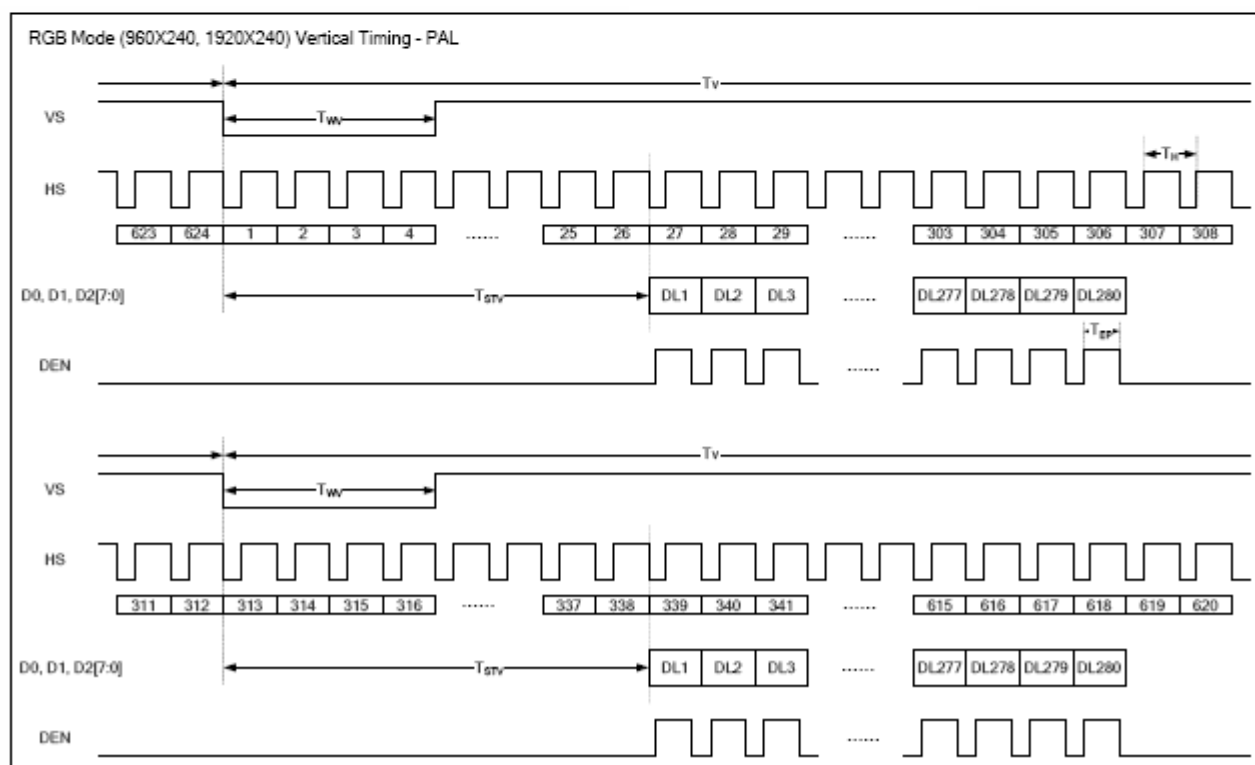 RGB Mode (960X240, 1920X240) Vertical Timing - PAL
Tv
VS
TWV
TH
HS
623 624 1 2 3 4 ...... 25 26 27 28 29 ...... 303 304 305 306 307 308
D0, D1, D2[7:0]
TSTV
DL1 DL2 DL3 ...... DL277 DL278 DL279 DL280
TEP
DEN
......
Tv
VS
TWV
HS
311 312 313 314 315 316 ...... 337 338 339 340 341 ...... 615 616 617 618 619 620
D0, D1, D2[7:0]
TSTV
DL1 DL2 DL3 ...... DL277 DL278 DL279 DL280
DEN
......